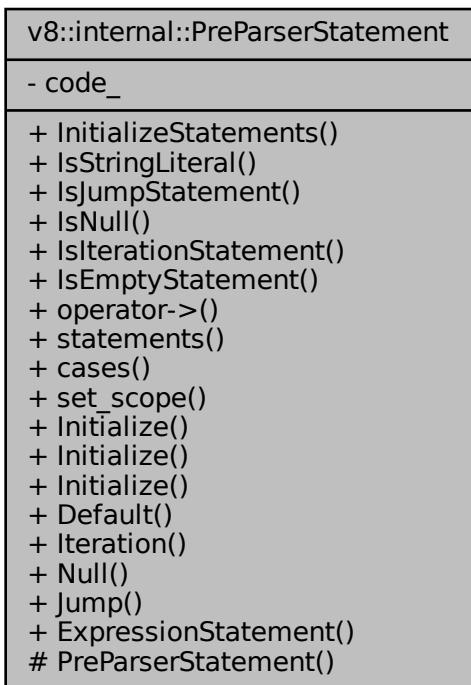 v8::internal::PreParserStatement
- code_
+ InitializeStatements()
+ IsStringLiteral()
+ IsJumpStatement()
+ IsNull()
+ IsIterationStatement()
+ IsEmptyStatement()
+ operator->()
+ statements()
+ cases()
+ set_scope()
+ Initialize()
+ Initialize()
+ Initialize()
+ Default()
+ Iteration()
+ Null()
+ Jump()
+ ExpressionStatement()
# PreParserStatement()